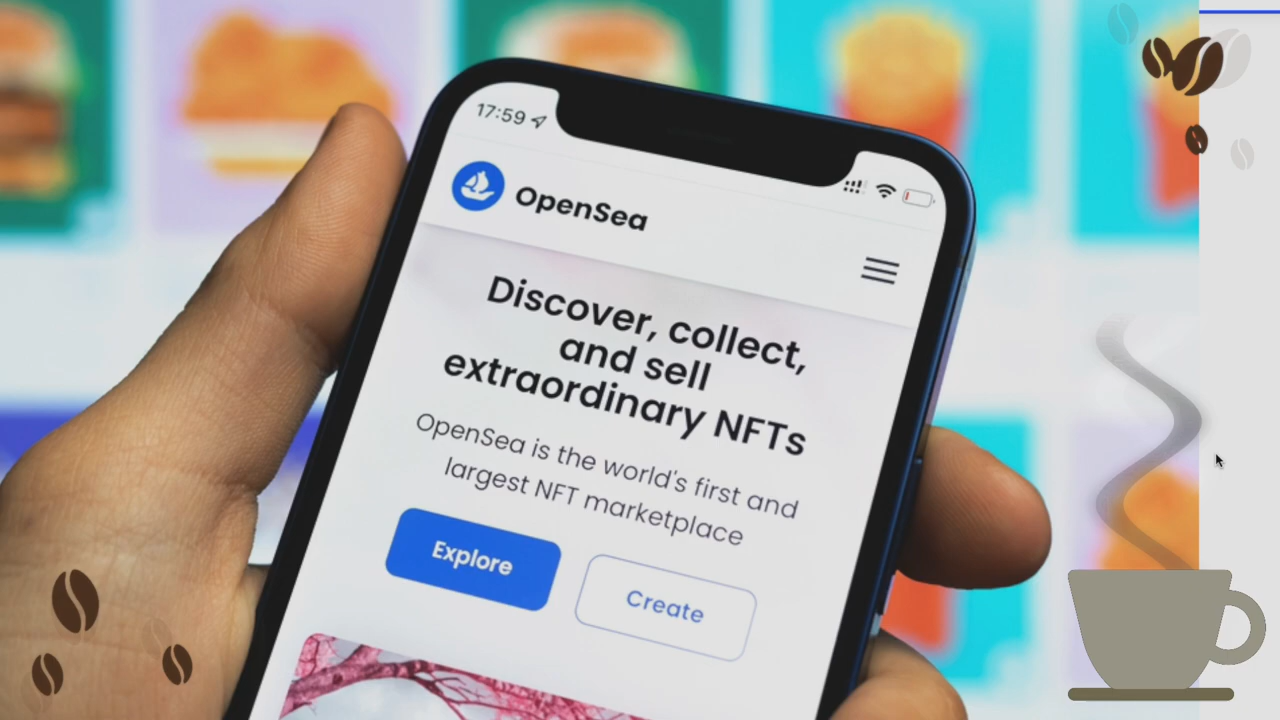 17:59
OpenSea
Discover, collect,
and sell
extraordinary NFTs
OpenSea is the world's first and
largest NFT marketplace
Explore
Create